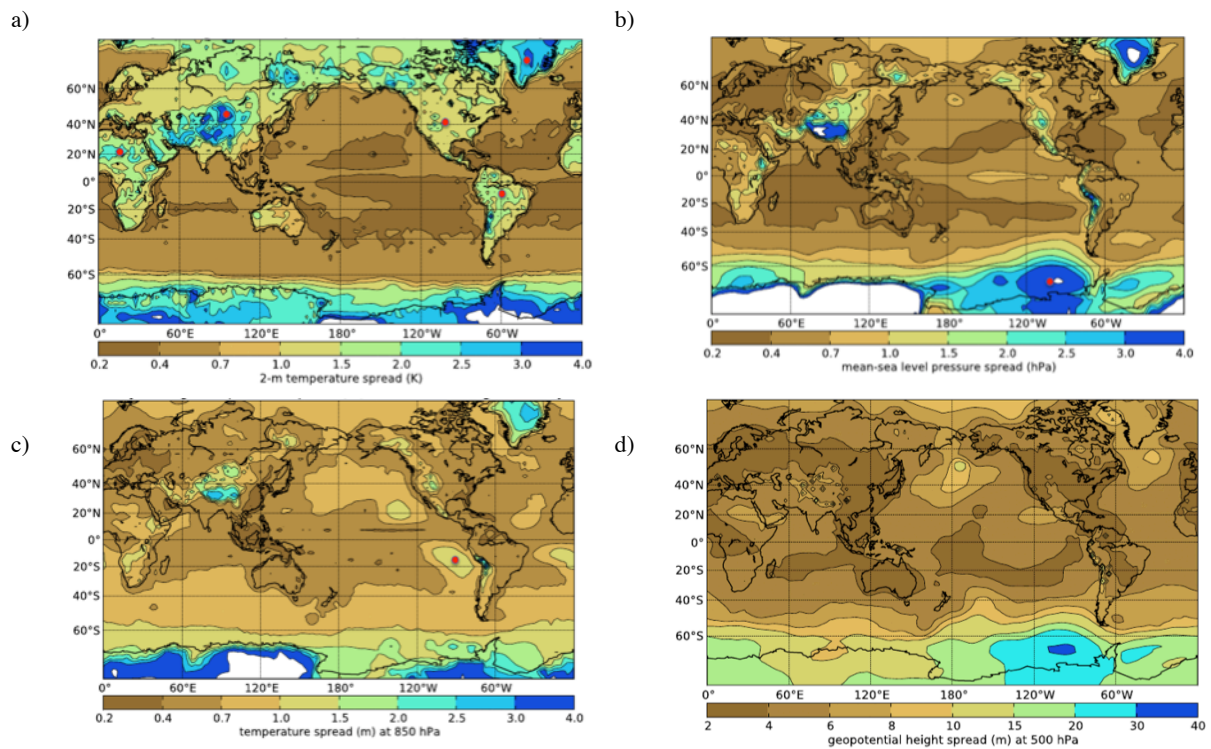 a)
60°N
40°N
20°N
0°
20°S
40°S
60°S
0° 60°E 120°E 180°E 120°W 60°W
0.2 0.4 0.7 1.0 1.5 2.0 2.5 3.0 4.0
2-m temperature spread (K)
b)
60°N
40°N
20°N
0°
20°S
40°S
60°S
0° 60°E 120°E 180° 120°W 60°W
0.2 0.4 0.7 1.0 1.5 2.0 2.5 3.0 4.0
mean-sea level pressure spread (hPa)
c)
60°N
40°N
20°N
0°
20°S
40°S
60°S
0° 60°E 120°E 180° 120°W 60°W
0.2 0.4 0.7 1.0 1.5 2.0 2.5 3.0 4.0
temperature spread (m) at 850 hPa
d)
60°N
40°N
20°N
0°
20°S
40°S
60°S
0° 60°E 120°E 180° 120°W 60°W
2 4 6 8 10 15 20 30 40
geopotential height spread (m) at 500 hPa